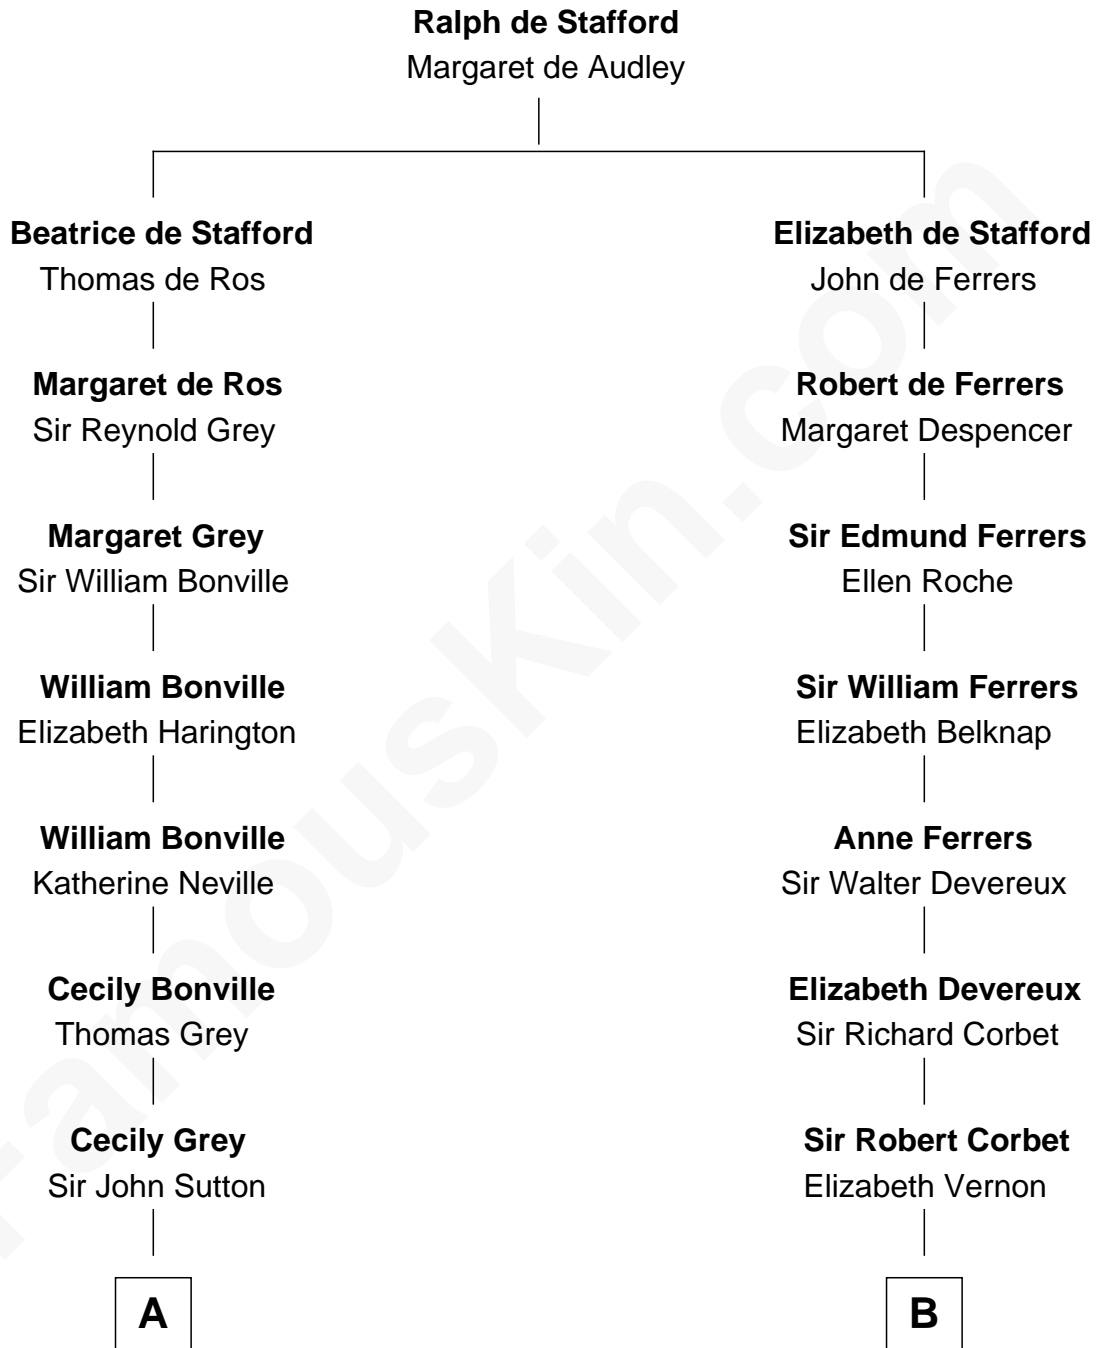 Ralph de Stafford
Margaret de Audley
Beatrice de Stafford
Thomas de Ros
Margaret de Ros
Sir Reynold Grey
Margaret Grey
Sir William Bonville
William Bonville
Elizabeth Harington
William Bonville
Katherine Neville
Cecily Bonville
Thomas Grey
Cecily Grey
Sir John Sutton
A
Elizabeth de Stafford
John de Ferrers
Robert de Ferrers
Margaret Despencer
Sir Edmund Ferrers
Ellen Roche
Sir William Ferrers
Elizabeth Belknap
Anne Ferrers
Sir Walter Devereux
Elizabeth Devereux
Sir Richard Corbet
Sir Robert Corbet
Elizabeth Vernon
B
FamousKin.com